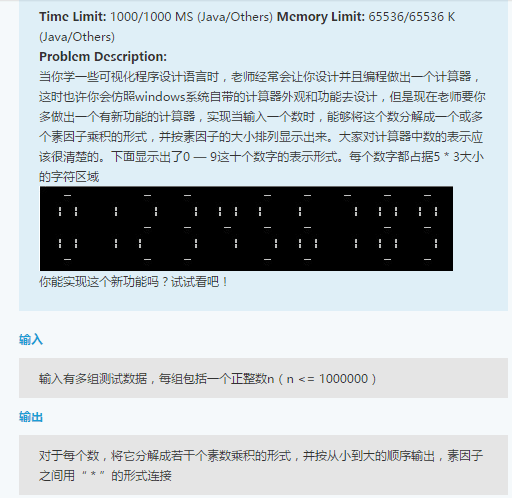 Time Limit: 1000/1000 MS (Java/Others) Memory Limit: 65536/65536 K
(Java/Others)
Problem Description:
当你学一些可视化程序设计语言时，老师经常会让你设计并且编程做出一个计算器，
这时也许你会仿照windows系统自带的计算器外观和功能去设计，但是现在老师要你
多做出一个有新功能的计算器，实现当输入一个数时，能够将这个数分解成一个或多
个素因子乘积的形式，并按素因子的大小排列显示出来。大家对计算器中数的表示应
该很清楚的。下面显示出了0 — 9这十个数字的表示形式。每个数字都占据5 * 3大小
的字符区域
你能实现这个新功能吗？试试看吧！
输入
输入有多组测试数据，每组包括一个正整数n（n <= 1000000）
输出
对于每个数，将它分解成若干个素数乘积的形式，并按从小到大的顺序输出，素因子
之间用“ * ”的形式连接